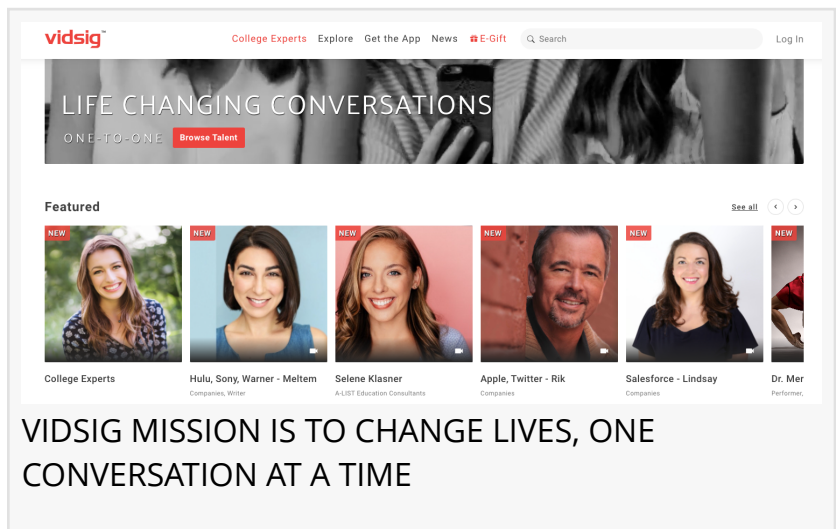 vidsig™
College Experts Explore Get the App News E-Gift Search Log In
LIFE CHANGING CONVERSATIONS
ONE-TO-ONE Browse Talent
Featured See all
NEW NEW NEW NEW NEW NEW
College Experts Hulu, Sony, Warner - Meltem Selene Klasner Apple, Twitter - Rik Salesforce - Lindsay Dr. Mer
Companies, Writer A-LIST Education Consultants Companies Companies Performer,
VIDSIG MISSION IS TO CHANGE LIVES, ONE
CONVERSATION AT A TIME